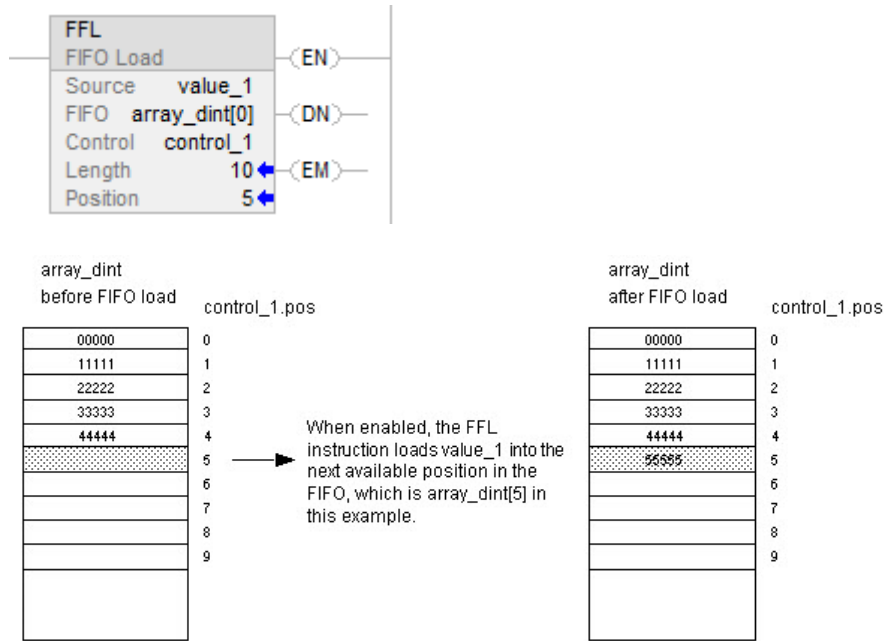 FFL
FIFO Load
(EN)
Source value_1
FIFO array_dint[0]
(DN)
Control control_1
Length 10
(EM)
Position 5
array_dint
before FIFO load
control_1.pos
00000 0
11111 1
22222 2
33333 3
44444 4
5
6
7
8
9
When enabled, the FFL
instruction loads value_1 into the
next available position in the
FIFO, which is array_dint[5] in
this example.
array_dint
after FIFO load
control_1.pos
00000 0
11111 1
22222 2
33333 3
44444 4
55555 5
6
7
8
9